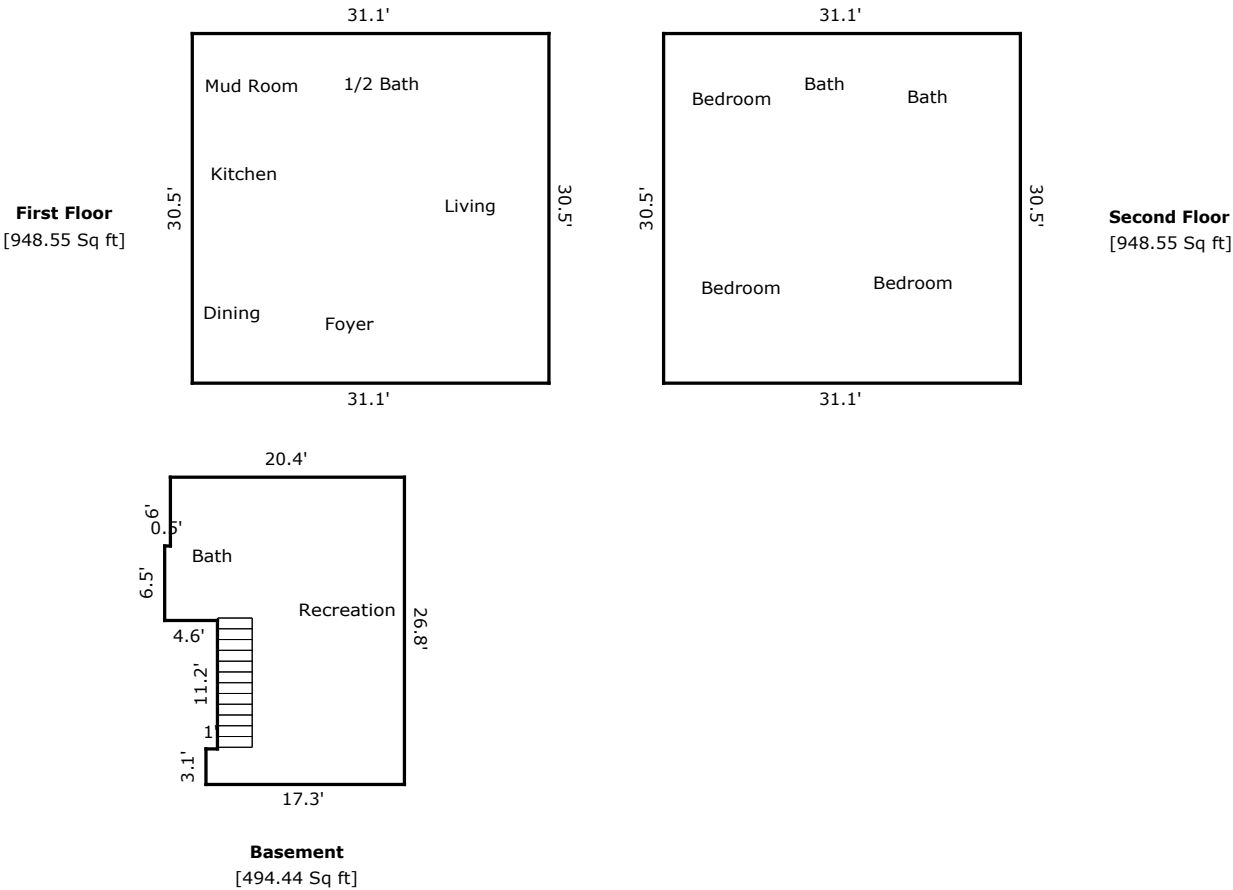 31.1'
31.1'
Mud Room
1/2 Bath
Bedroom
Bath
Bath
Kitchen
Living
30.5'
30.5'
30.5'
30.5'
First Floor
[948.55 Sq ft]
Second Floor
[948.55 Sq ft]
Dining
Foyer
Bedroom
Bedroom
31.1'
31.1'
20.4'
6'
0.5'
Bath
6.5'
Recreation
26.8'
4.6'
11.2'
1'
3.1'
17.3'
Basement
[494.44 Sq ft]